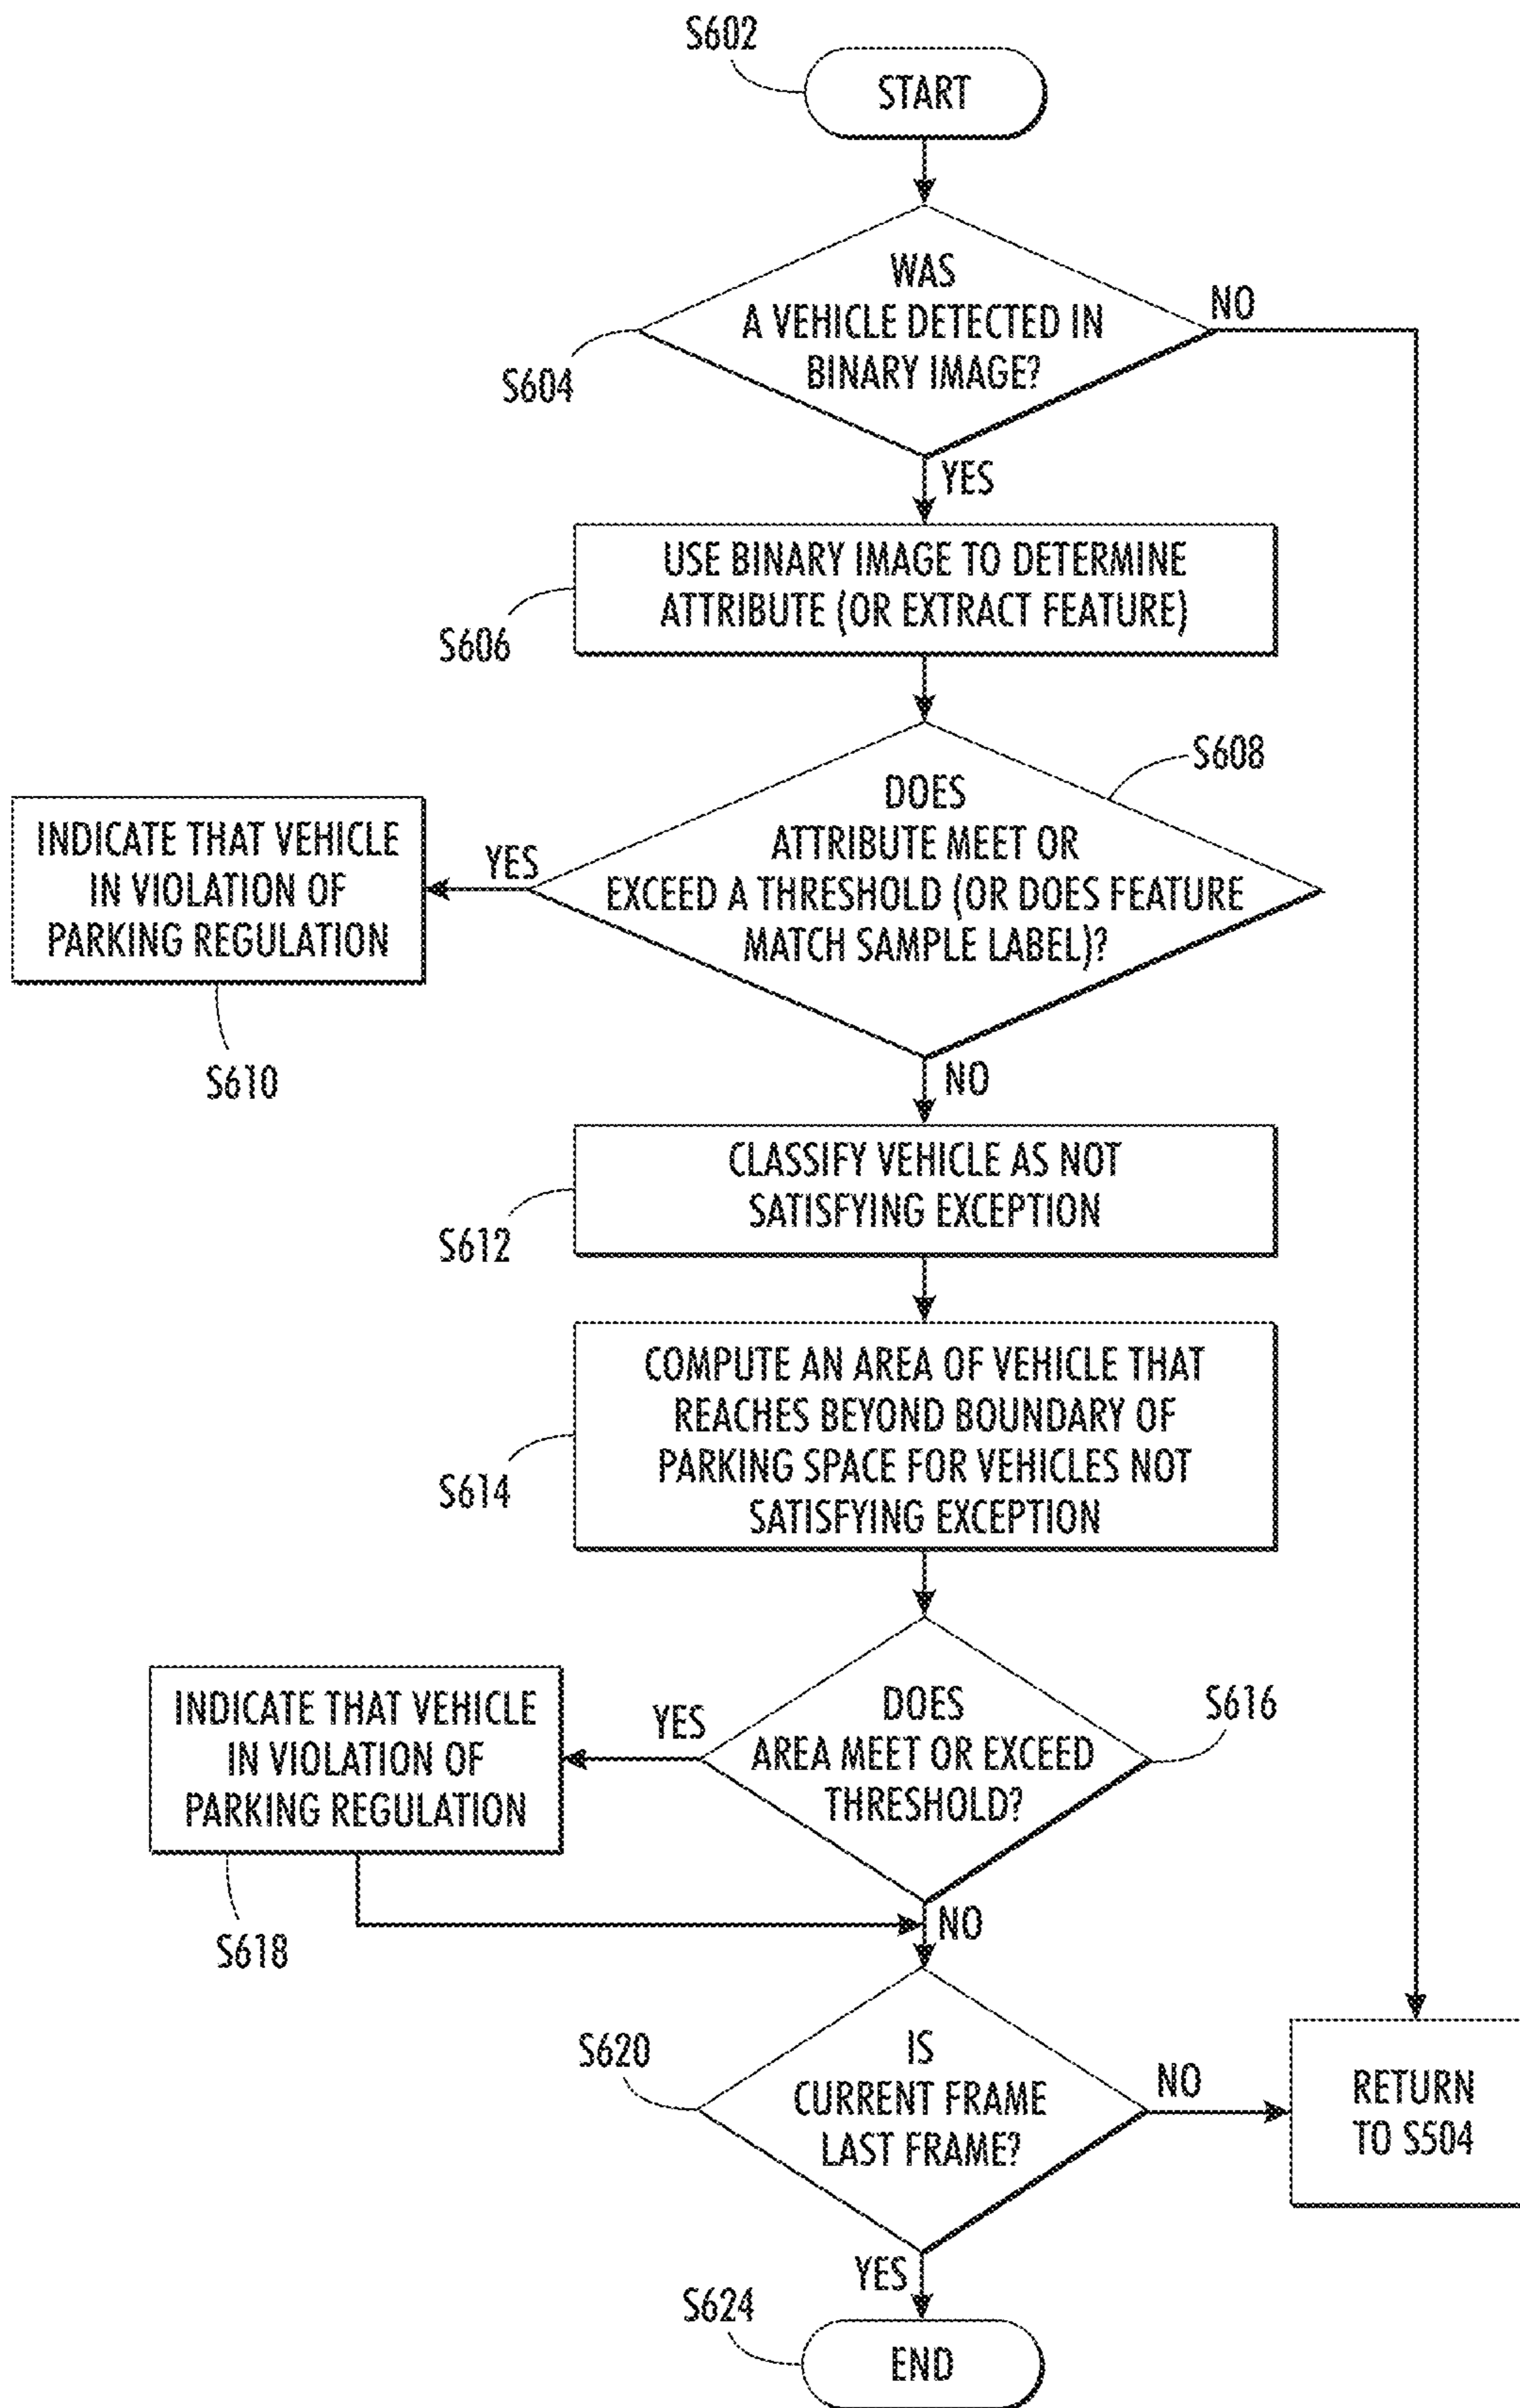 S602
START
WAS
A VEHICLE DETECTED IN
BINARY IMAGE?
NO
S604
YES
USE BINARY IMAGE TO DETERMINE
ATTRIBUTE (OR EXTRACT FEATURE)
S606
S608
DOES
ATTRIBUTE MEET OR
EXCEED A THRESHOLD (OR DOES FEATURE
MATCH SAMPLE LABEL)?
YES
INDICATE THAT VEHICLE
IN VIOLATION OF
PARKING REGULATION
S610
NO
CLASSIFY VEHICLE AS NOT
SATISFYING EXCEPTION
S612
COMPUTE AN AREA OF VEHICLE THAT
REACHES BEYOND BOUNDARY OF
PARKING SPACE FOR VEHICLES NOT
SATISFYING EXCEPTION
S614
DOES
AREA MEET OR EXCEED
THRESHOLD?
S616
YES
INDICATE THAT VEHICLE
IN VIOLATION OF
PARKING REGULATION
S618
NO
S620
IS
CURRENT FRAME
LAST FRAME?
NO
RETURN
TO S504
YES
S624
END